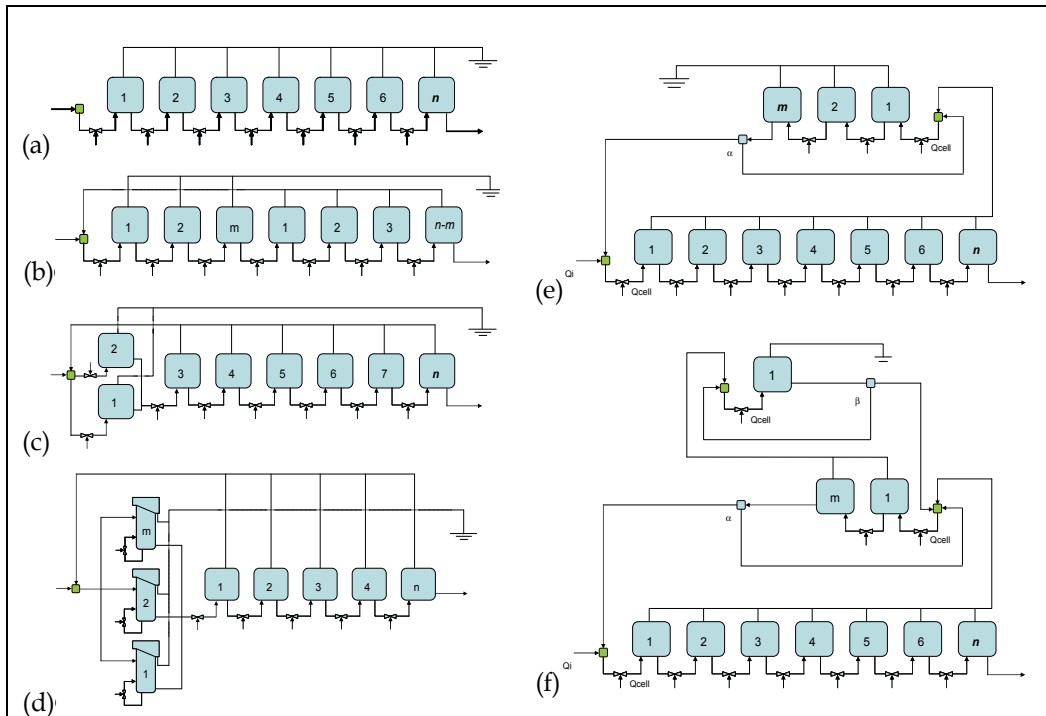 1 2 3 4 5 6 n
(a)
1 2 m 1 2 3 n-m
(b)
2
1
3 4 5 6 7 n
(c)
m
2
1
1 2 3 4 n
(d)
m 2 1
α
Qcell
1 2 3 4 5 6 n
Qi
Qcell
(e)
1
β
Qcell
m 1
α
Qcell
1 2 3 4 5 6 n
Qi
Qcell
(f)